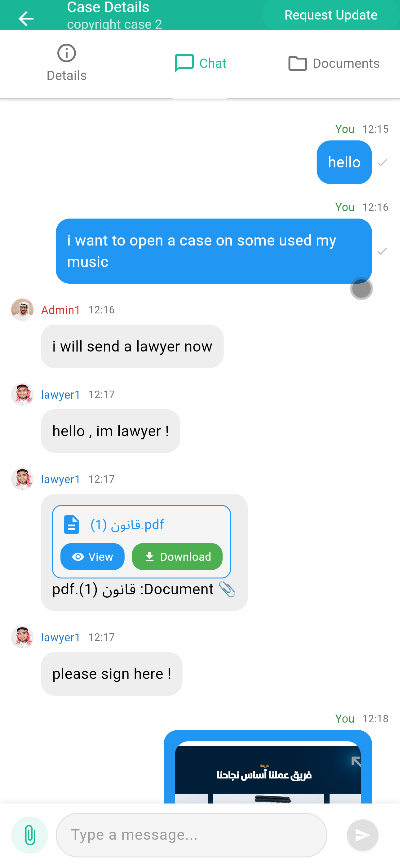 Case Details
copyright case 2
Request Update
Details
Chat
Documents
You 12:15
hello
You 12:16
i want to open a case on some used my
music
Admin1 12:16
i will send a lawyer now
lawyer1 12:17
hello , im lawyer !
lawyer1 12:17
قانون (1).pdf
View
Download
📎 Document: قانون (1).pdf
lawyer1 12:17
please sign here !
You 12:18
فريق عملنا أساس نجاحنا
Type a message...